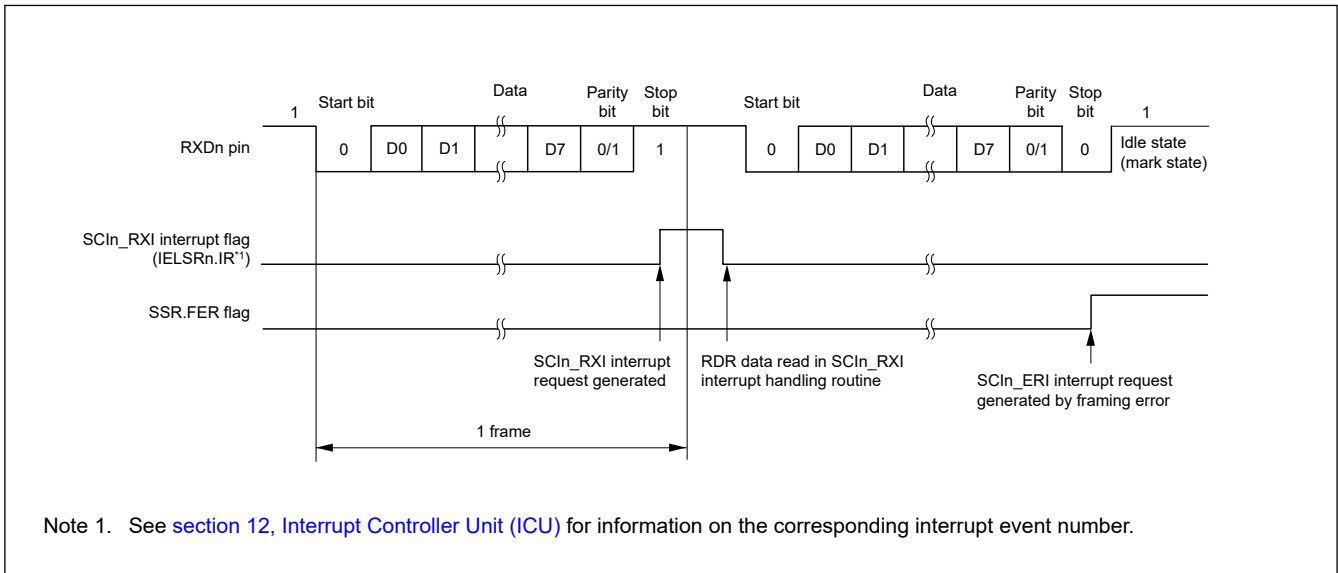 1 Start bit Data Parity bit Stop bit Start bit Data Parity bit Stop bit 1
RXDn pin 0 D0 D1 D7 0/1 1 0 D0 D1 D7 0/1 0 Idle state (mark state)
SCIn_RXI interrupt flag
(IELSRn.IR*1)
SSR.FER flag
SCIn_RXI interrupt
request generated
RDR data read in SCIn_RXI
interrupt handling routine
SCIn_ERI interrupt request
generated by framing error
1 frame
Note 1. See section 12, Interrupt Controller Unit (ICU) for information on the corresponding interrupt event number.